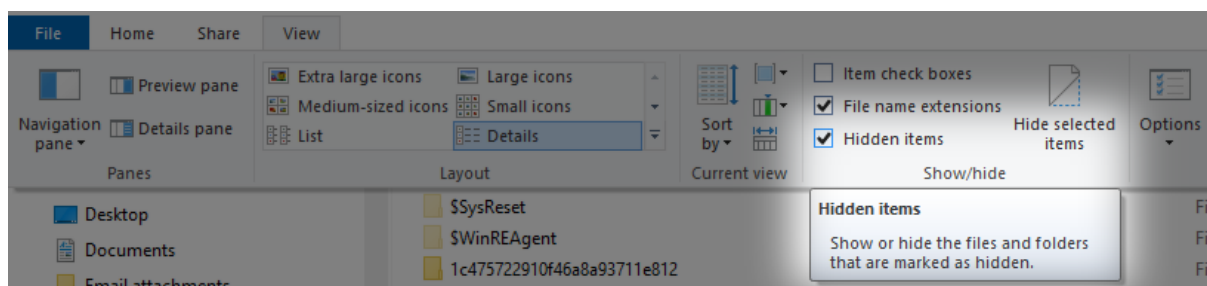 File Home Share View
Navigation pane
Preview pane
Details pane
Panes
Extra large icons
Large icons
Medium-sized icons
Small icons
List
Details
Layout
Sort by
Current view
Item check boxes
File name extensions
Hidden items
Hide selected items
Show/hide
Options
Desktop
Documents
Email attachments
$SysReset
$WinREAgent
1c475722910f46a8a93711e812
Hidden items
Show or hide the files and folders
that are marked as hidden.